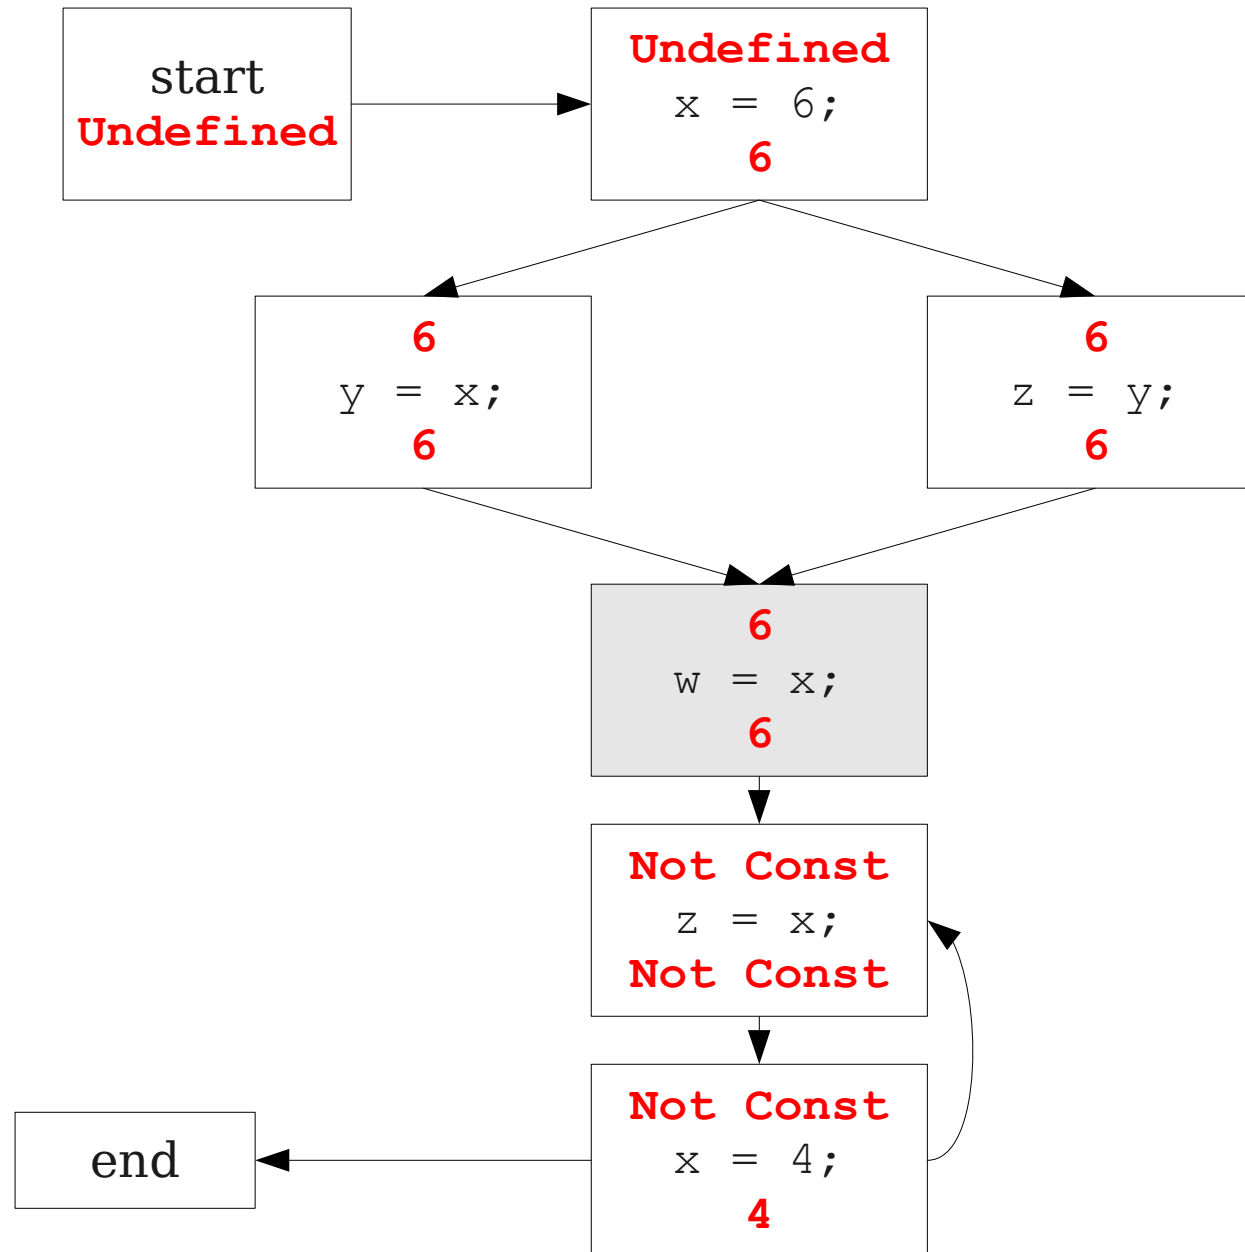 start
Undefined
Undefined
x = 6;
6
6
y = x;
6
6
z = y;
6
6
w = x;
6
Not Const
z = x;
Not Const
Not Const
x = 4;
4
end